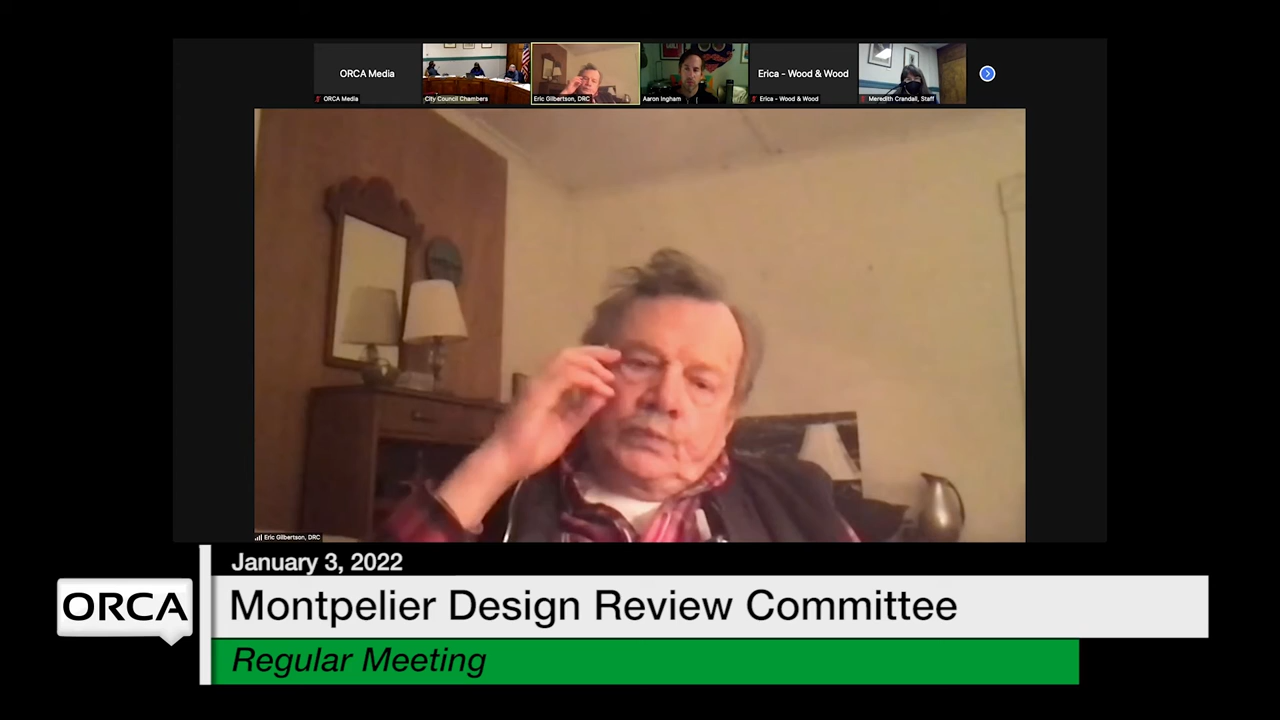 ORCA Media
Erica - Wood & Wood
ORCA Media
City Council Chambers
Eric Gilbertson, DRC
Aaron Ingham
Erica - Wood & Wood
Meredith Crandall, Staff
Eric Gilbertson, DRC
January 3, 2022
ORCA
Montpelier Design Review Committee
Regular Meeting